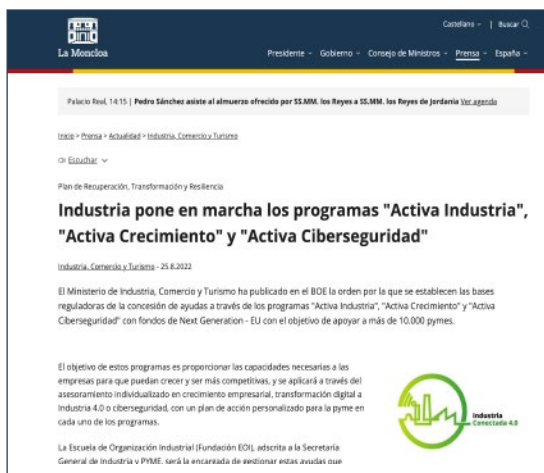 Castellano
Buscar
La Moncloa
Presidente
Gobierno
Consejo de Ministros
Prensa
España
Palacio Real, 14:15 | Pedro Sánchez asiste al almuerzo ofrecido por SS.MM. los Reyes a SS.MM. los Reyes de Jordania Ver agenda
Inicio > Prensa > Actualidad > Industria, Comercio y Turismo
Escuchar
Plan de Recuperación, Transformación y Resiliencia
Industria pone en marcha los programas "Activa Industria",
"Activa Crecimiento" y "Activa Ciberseguridad"
Industria, Comercio y Turismo - 25.8.2022
El Ministerio de Industria, Comercio y Turismo ha publicado en el BOE la orden por la que se establecen las bases
reguladoras de la concesión de ayudas a través de los programas "Activa Industria", "Activa Crecimiento" y "Activa
Ciberseguridad" con fondos de Next Generation - EU con el objetivo de apoyar a más de 10.000 pymes.
El objetivo de estos programas es proporcionar las capacidades necesarias a las
empresas para que puedan crecer y ser más competitivas, y se aplicará a través del
asesoramiento individualizado en crecimiento empresarial, transformación digital a
Industria 4.0 o ciberseguridad, con un plan de acción personalizado para la pyme en
cada uno de los programas.
Industria
Conectada 4.0
La Escuela de Organización Industrial (Fundación EOI), adscrita a la Secretaría
General de Industria y PYME, será la encargada de gestionar estas ayudas que